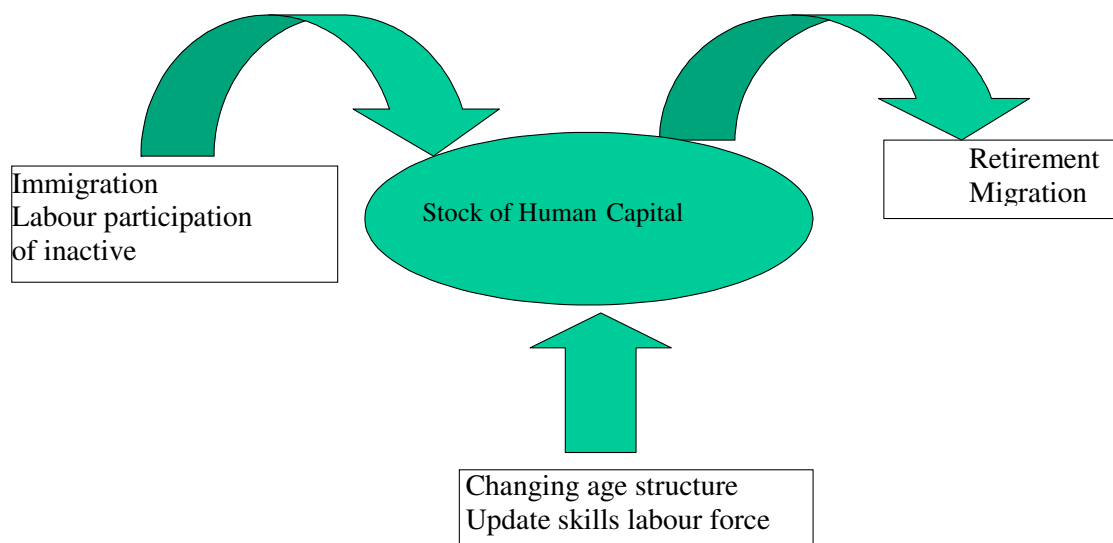 Immigration
Labour participation
of inactive
Stock of Human Capital
Retirement
Migration
Changing age structure
Update skills labour force